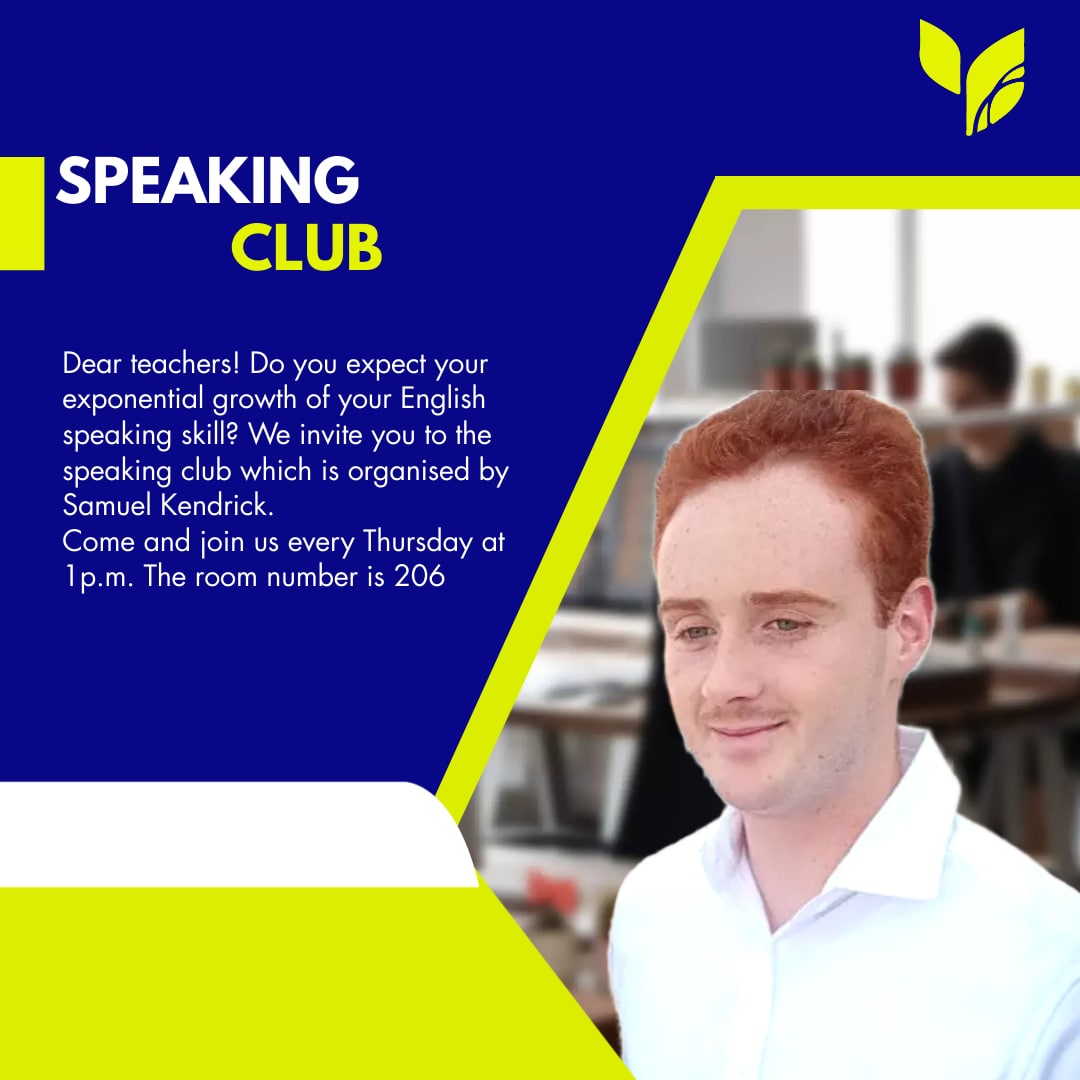 SPEAKING
CLUB
Dear teachers! Do you expect your
exponential growth of your English
speaking skill? We invite you to the
speaking club which is organised by
Samuel Kendrick.
Come and join us every Thursday at
1p.m. The room number is 206